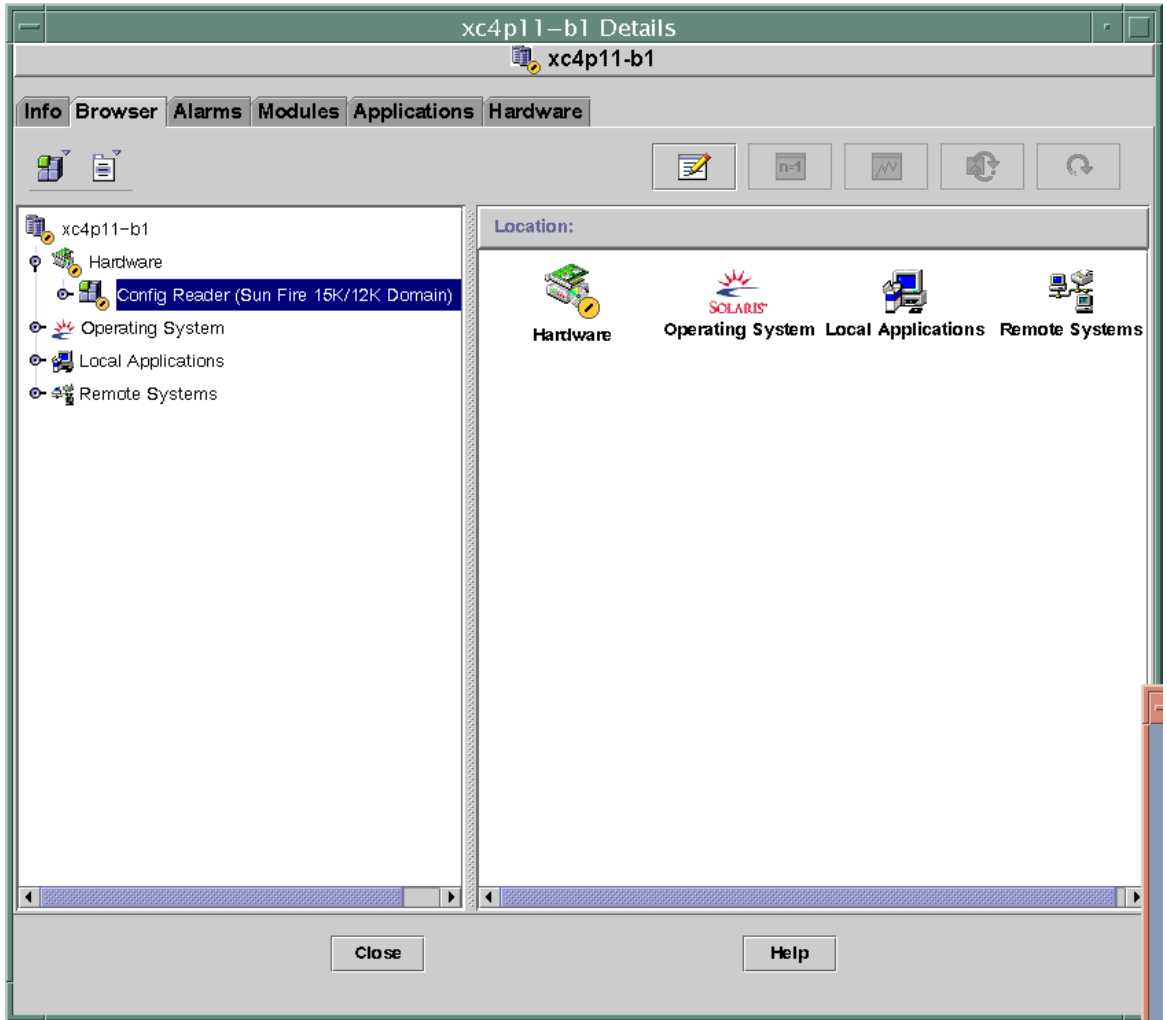 xc4p11-b1 Details
xc4p11-b1
Info Browser Alarms Modules Applications Hardware
n=1
xc4p11-b1
Hardware
Config Reader (Sun Fire 15K/12K Domain)
Operating System
Local Applications
Remote Systems
Location:
SOLARIS
Hardware Operating System Local Applications Remote Systems
Close Help